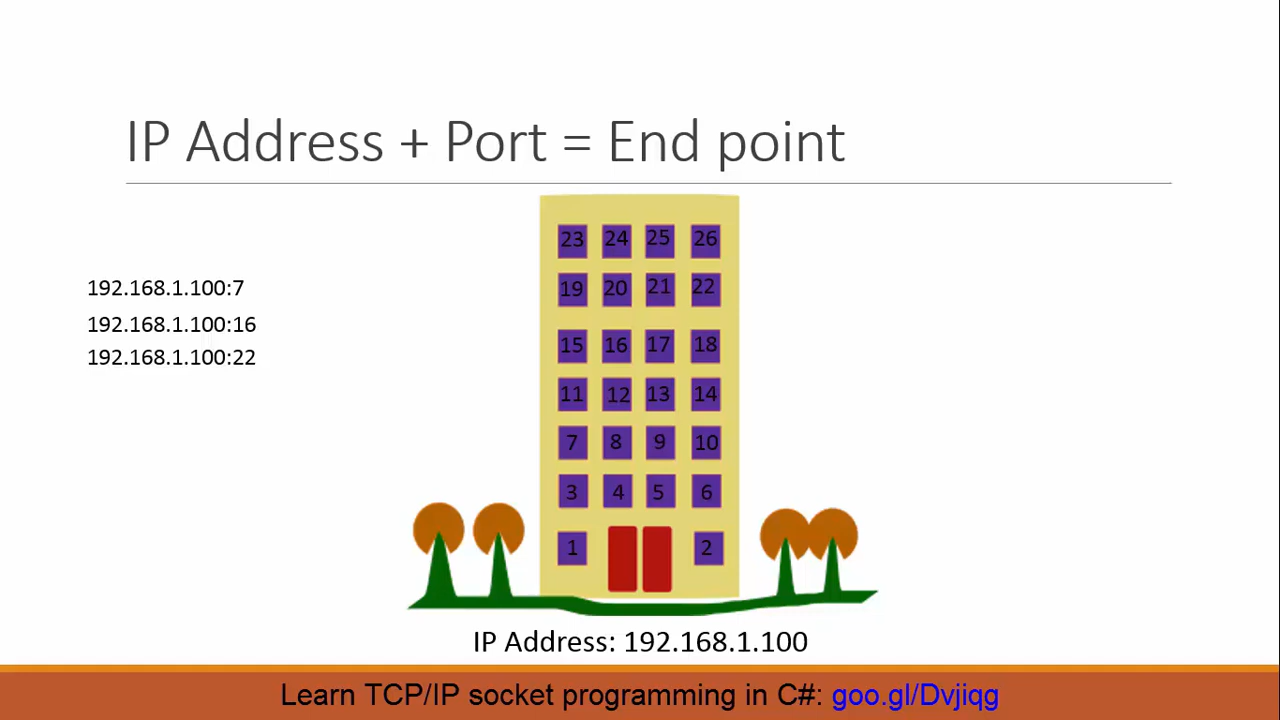 IP Address + Port = End point
192.168.1.100:7
192.168.1.100:16
192.168.1.100:22
23 24 25 26
19 20 21 22
15 16 17 18
11 12 13 14
7 8 9 10
3 4 5 6
1 2
IP Address: 192.168.1.100
Learn TCP/IP socket programming in C#: goo.gl/Dvjiqg